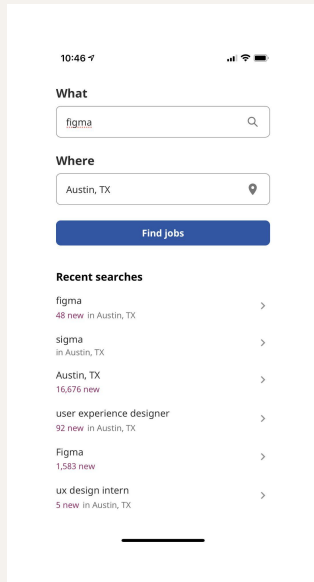 10:46
What
figma
Where
Austin, TX
Find jobs
Recent searches
figma
48 new in Austin, TX
sigma
in Austin, TX
Austin, TX
16,676 new
user experience designer
92 new in Austin, TX
Figma
1,583 new
ux design intern
5 new in Austin, TX